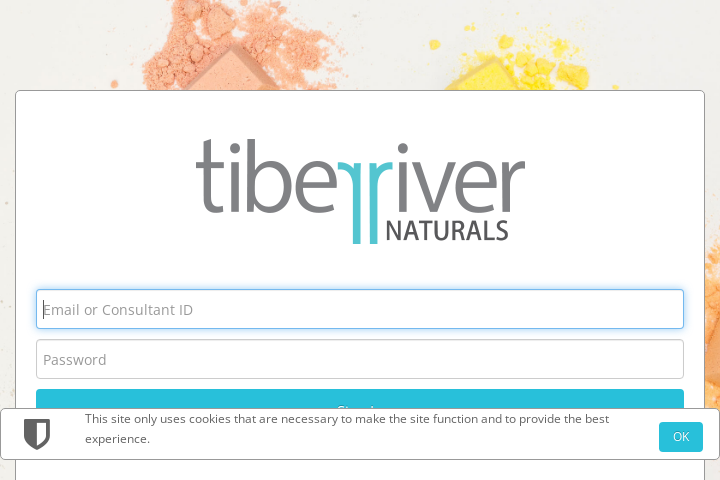 tiberriver
NATURALS
Email or Consultant ID
Password
This site only uses cookies that are necessary to make the site function and to provide the best
experience.
OK